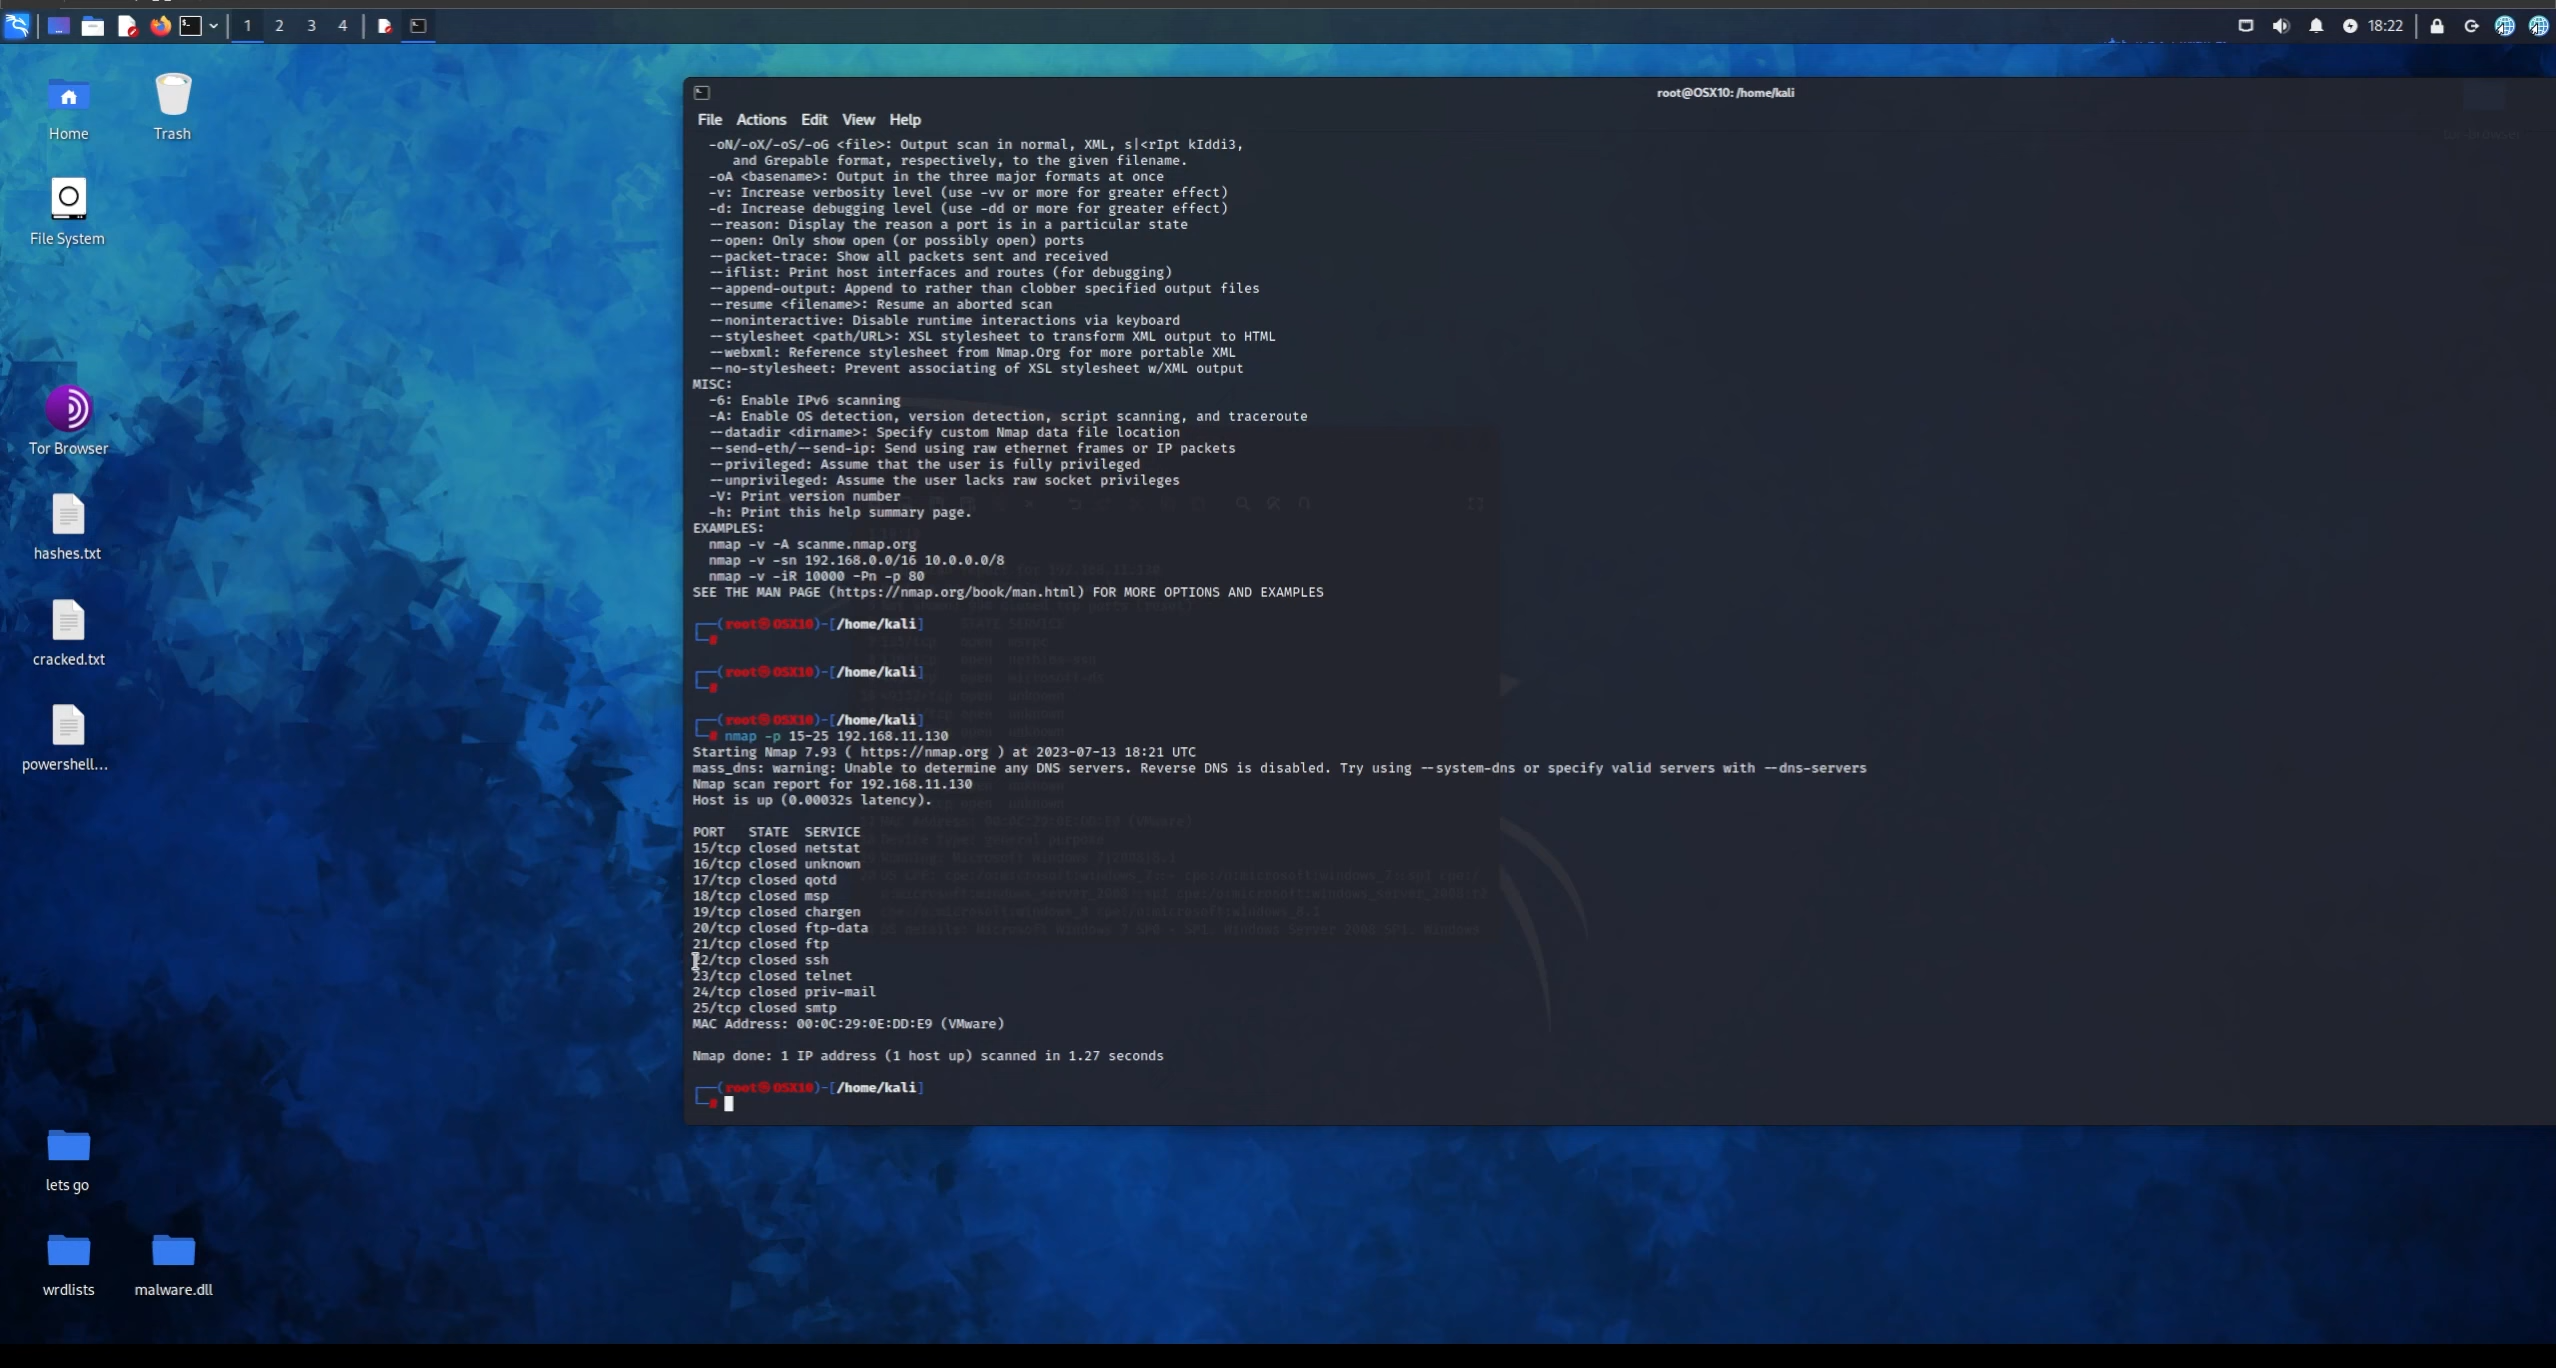 1 2 3 4
18:22
Home
Trash
File System
Tor Browser
hashes.txt
cracked.txt
powershell...
lets go
wrdlists
malware.dll
root@OSX10: /home/kali
File Actions Edit View Help
-oN/-oX/-oS/-oG <file>: Output scan in normal, XML, s|<rIpt kIddi3,
and Grepable format, respectively, to the given filename.
-oA <basename>: Output in the three major formats at once
-v: Increase verbosity level (use -vv or more for greater effect)
-d: Increase debugging level (use -dd or more for greater effect)
--reason: Display the reason a port is in a particular state
--open: Only show open (or possibly open) ports
--packet-trace: Show all packets sent and received
--iflist: Print host interfaces and routes (for debugging)
--append-output: Append to rather than clobber specified output files
--resume <filename>: Resume an aborted scan
--noninteractive: Disable runtime interactions via keyboard
--stylesheet <path/URL>: XSL stylesheet to transform XML output to HTML
--webxml: Reference stylesheet from Nmap.Org for more portable XML
--no-stylesheet: Prevent associating of XSL stylesheet w/XML output
MISC:
-6: Enable IPv6 scanning
-A: Enable OS detection, version detection, script scanning, and traceroute
--datadir <dirname>: Specify custom Nmap data file location
--send-eth/--send-ip: Send using raw ethernet frames or IP packets
--privileged: Assume that the user is fully privileged
--unprivileged: Assume the user lacks raw socket privileges
-V: Print version number
-h: Print this help summary page.
EXAMPLES:
nmap -v -A scanme.nmap.org
nmap -v -sn 192.168.0.0/16 10.0.0.0/8
nmap -v -iR 10000 -Pn -p 80
SEE THE MAN PAGE (https://nmap.org/book/man.html) FOR MORE OPTIONS AND EXAMPLES
┌──(root㉿OSX10)-[/home/kali]
└─#
┌──(root㉿OSX10)-[/home/kali]
└─#
┌──(root㉿OSX10)-[/home/kali]
└─# nmap -p 15-25 192.168.11.130
Starting Nmap 7.93 ( https://nmap.org ) at 2023-07-13 18:21 UTC
mass_dns: warning: Unable to determine any DNS servers. Reverse DNS is disabled. Try using --system-dns or specify valid servers with --dns-servers
Nmap scan report for 192.168.11.130
Host is up (0.00032s latency).
PORT STATE SERVICE
15/tcp closed netstat
16/tcp closed unknown
17/tcp closed qotd
18/tcp closed msp
19/tcp closed chargen
20/tcp closed ftp-data
21/tcp closed ftp
22/tcp closed ssh
23/tcp closed telnet
24/tcp closed priv-mail
25/tcp closed smtp
MAC Address: 00:0C:29:0E:DD:E9 (VMware)
Nmap done: 1 IP address (1 host up) scanned in 1.27 seconds
┌──(root㉿OSX10)-[/home/kali]
└─#